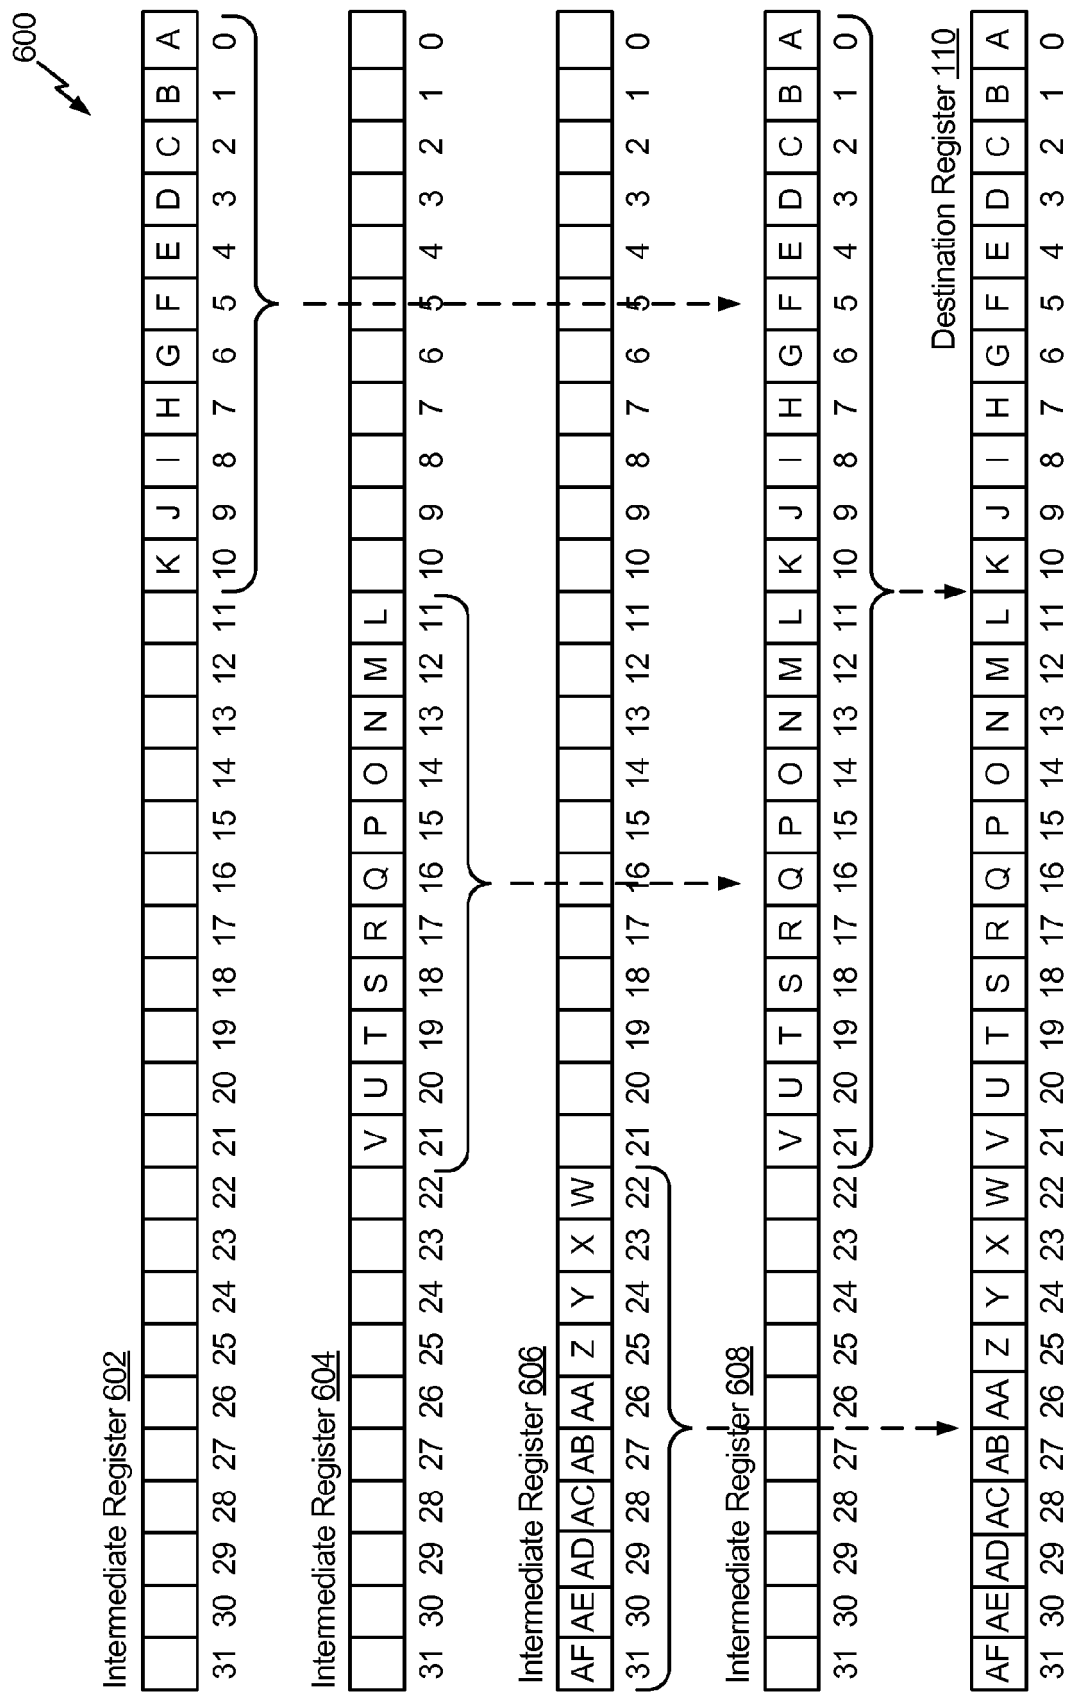 600
Intermediate Register 602
K J I H G F E D C B A
31 30 29 28 27 26 25 24 23 22 21 20 19 18 17 16 15 14 13 12 11 10 9 8 7 6 5 4 3 2 1 0
Intermediate Register 604
V U T S R Q P O N M L
31 30 29 28 27 26 25 24 23 22 21 20 19 18 17 16 15 14 13 12 11 10 9 8 7 6 5 4 3 2 1 0
Intermediate Register 606
AF AE AD AC AB AA Z Y X W
31 30 29 28 27 26 25 24 23 22 21 20 19 18 17 16 15 14 13 12 11 10 9 8 7 6 5 4 3 2 1 0
Intermediate Register 608
V U T S R Q P O N M L K J I H G F E D C B A
31 30 29 28 27 26 25 24 23 22 21 20 19 18 17 16 15 14 13 12 11 10 9 8 7 6 5 4 3 2 1 0
Destination Register 110
AF AE AD AC AB AA Z Y X W V U T S R Q P O N M L K J I H G F E D C B A
31 30 29 28 27 26 25 24 23 22 21 20 19 18 17 16 15 14 13 12 11 10 9 8 7 6 5 4 3 2 1 0